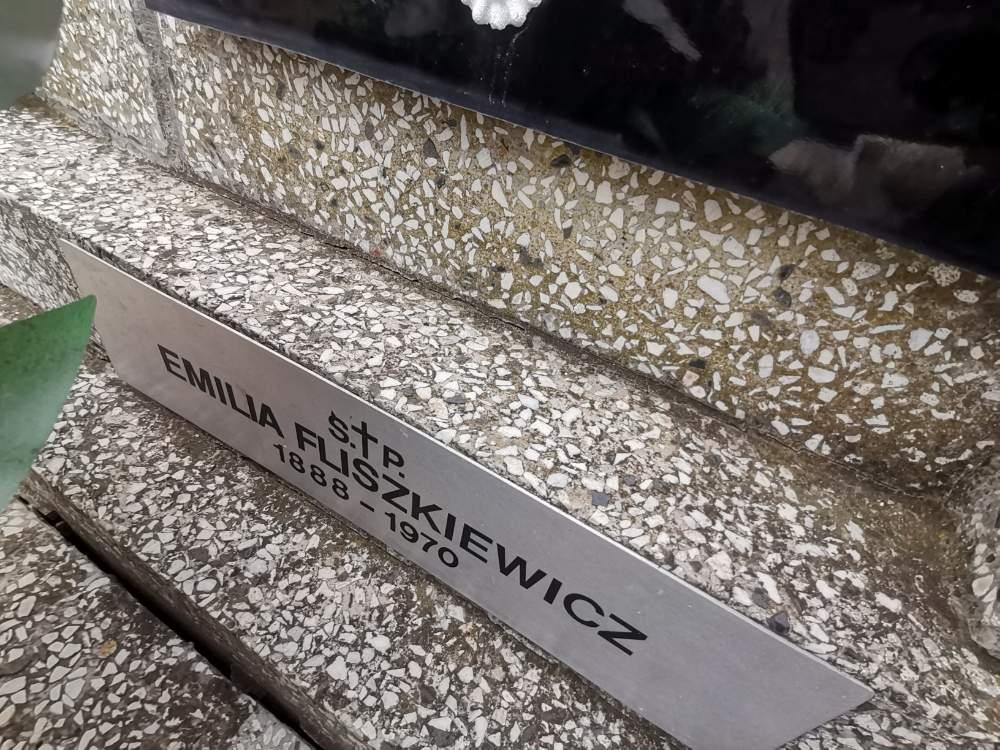 Ś.✝P.
EMILIA FLISZKIEWICZ
1888 - 1970